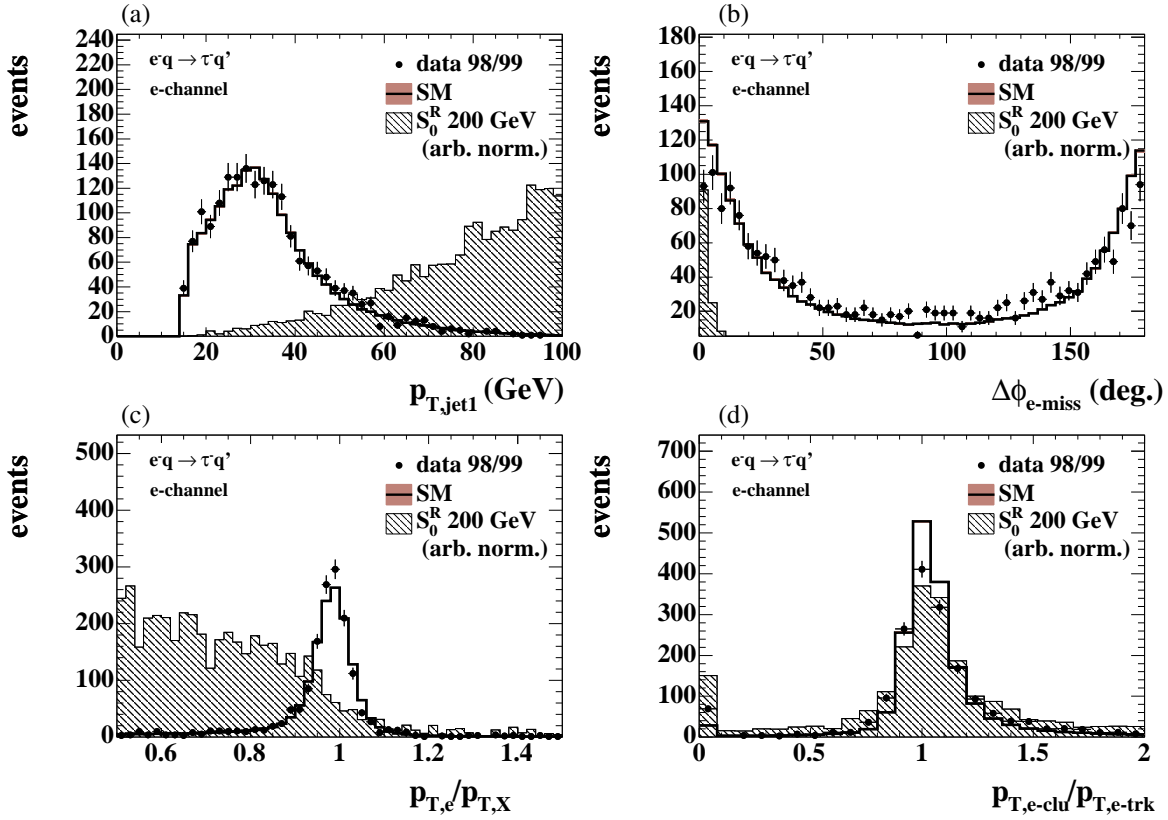 (a)
events
240
220
200
180
160
140
120
100
80
60
40
20
0
e⁻q → τ⁻q’
e-channel
data 98/99
SM
S₀ᴿ 200 GeV
(arb. norm.)
0 20 40 60 80 100
p_T,jet1 (GeV)
(b)
events
180
160
140
120
100
80
60
40
20
e⁻q → τ⁻q’
e-channel
data 98/99
SM
S₀ᴿ 200 GeV
(arb. norm.)
0 50 100 150
Δϕ_e-miss (deg.)
(c)
events
500
400
300
200
100
0
e⁻q → τ⁻q’
e-channel
data 98/99
SM
S₀ᴿ 200 GeV
(arb. norm.)
0.6 0.8 1 1.2 1.4
p_T,e/p_T,X
(d)
events
700
600
500
400
300
200
100
0
e⁻q → τ⁻q’
e-channel
data 98/99
SM
S₀ᴿ 200 GeV
(arb. norm.)
0 0.5 1 1.5 2
p_T,e-clu/p_T,e-trk